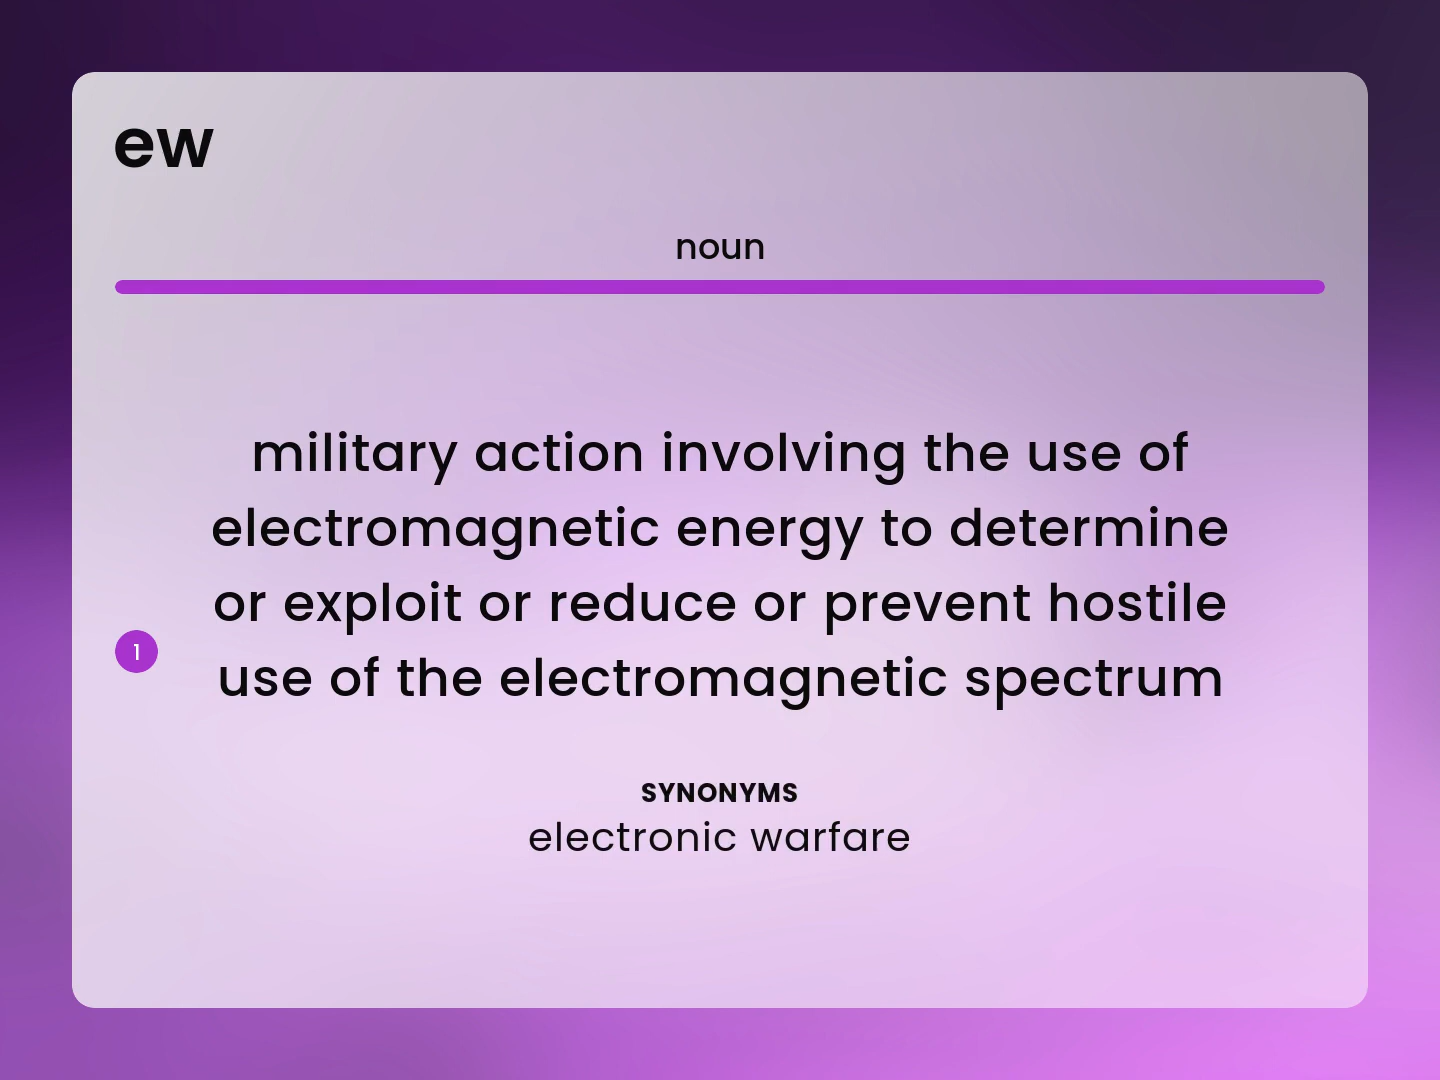 ew
noun
military action involving the use of
electromagnetic energy to determine
or exploit or reduce or prevent hostile
use of the electromagnetic spectrum
1
SYNONYMS
electronic warfare